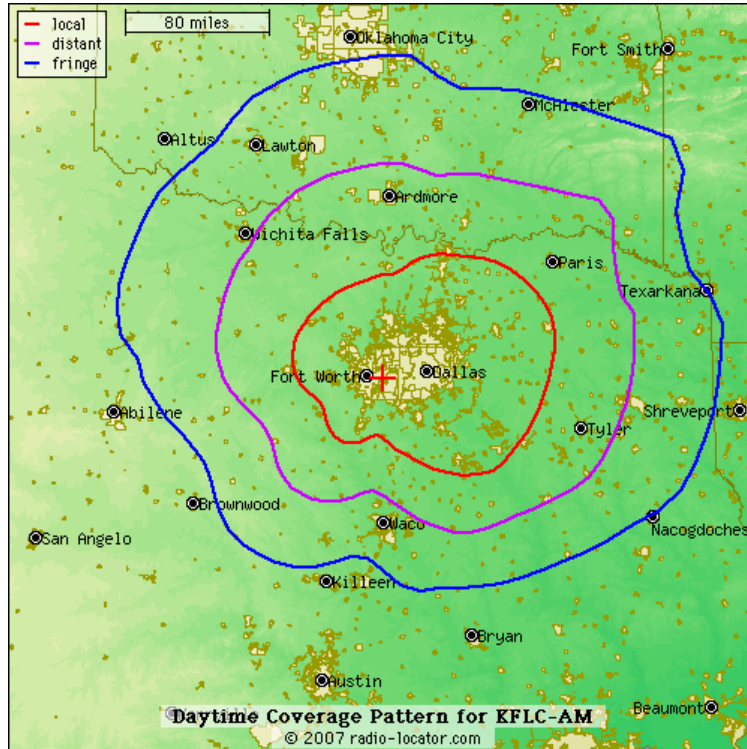 local
distant
fringe
80 miles
Oklahoma City
Fort Smith
McAlester
Altus
Lawton
Ardmore
Wichita Falls
Paris
Texarkana
Fort Worth
Dallas
Abilene
Shreveport
Tyler
Brownwood
Waco
Nacogdoches
San Angelo
Killeen
Bryan
Austin
Beaumont
Daytime Coverage Pattern for KFLC-AM
© 2007 radio-locator.com